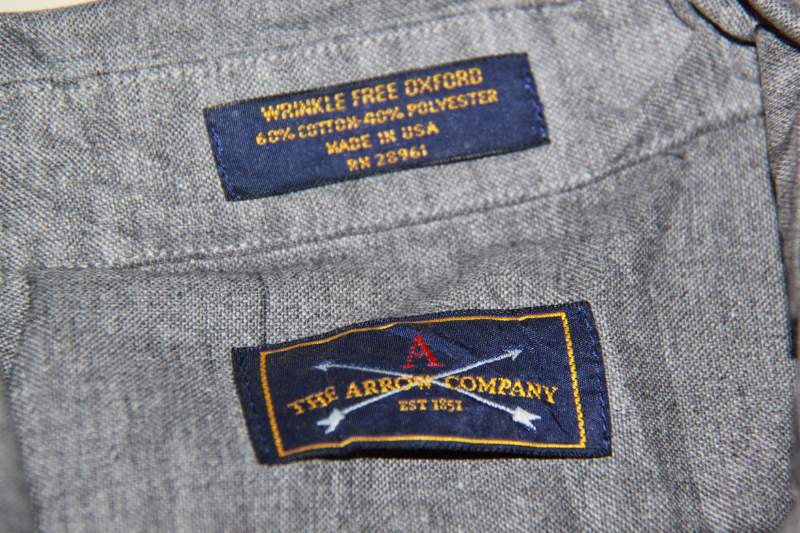 WRINKLE FREE OXFORD
60% COTTON-40% POLYESTER
MADE IN USA
RN 28961
A
THE ARROW COMPANY
EST 1851